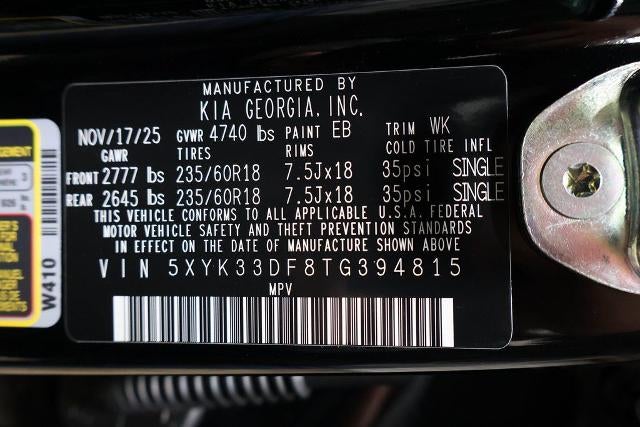 MANUFACTURED BY
KIA GEORGIA, INC.
NOV/17/25 GVWR 4740 lbs PAINT EB TRIM WK
GAWR TIRES RIMS COLD TIRE INFL
FRONT 2777 lbs 235/60R18 7.5Jx18 35psi SINGLE
REAR 2645 lbs 235/60R18 7.5Jx18 35psi SINGLE
THIS VEHICLE CONFORMS TO ALL APPLICABLE U.S.A. FEDERAL
MOTOR VEHICLE SAFETY AND THEFT PREVENTION STANDARDS
IN EFFECT ON THE DATE OF MANUFACTURE SHOWN ABOVE
VIN 5XYK33DF8TG394815
MPV
W410